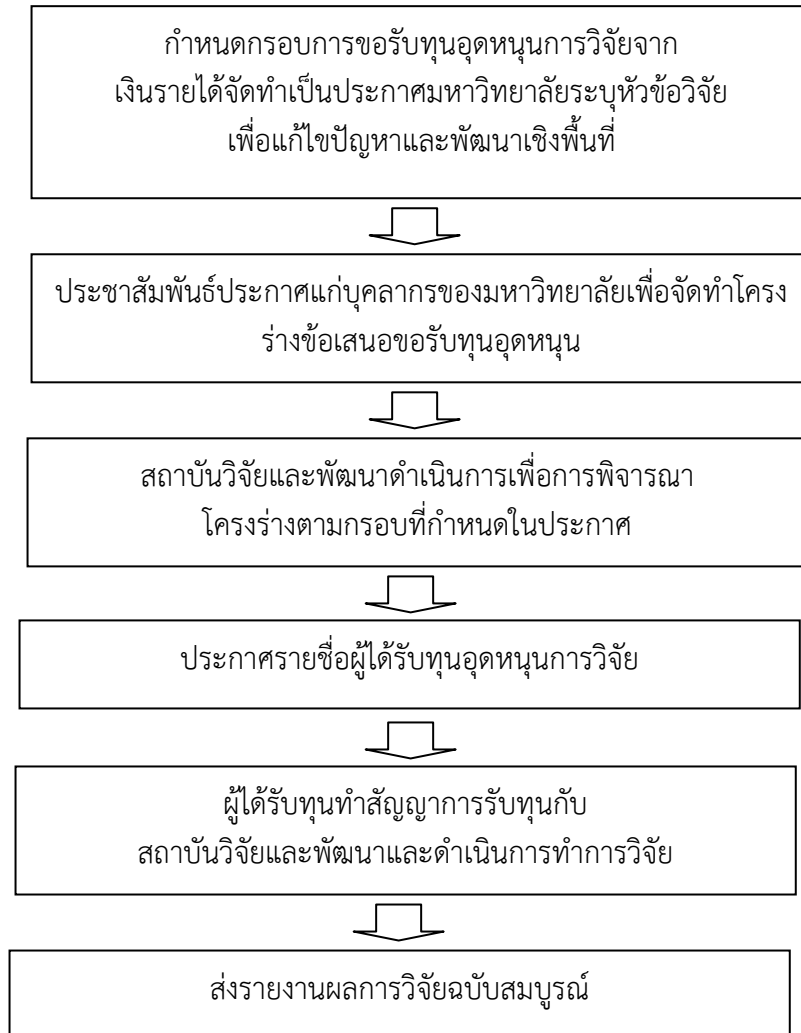 กำหนดกรอบการขอรับทุนอุดหนุนการวิจัยจาก
เงินรายได้จัดทำเป็นประกาศมหาวิทยาลัยระบุหัวข้อวิจัย
เพื่อแก้ไขปัญหาและพัฒนาเชิงพื้นที่
ประชาสัมพันธ์ประกาศแก่บุคลากรของมหาวิทยาลัยเพื่อจัดทำโครง
ร่างข้อเสนอขอรับทุนอุดหนุน
สถาบันวิจัยและพัฒนาดำเนินการเพื่อการพิจารณา
โครงร่างตามกรอบที่กำหนดในประกาศ
ประกาศรายชื่อผู้ได้รับทุนอุดหนุนการวิจัย
ผู้ได้รับทุนทำสัญญาการรับทุนกับ
สถาบันวิจัยและพัฒนาและดำเนินการทำการวิจัย
ส่งรายงานผลการวิจัยฉบับสมบูรณ์